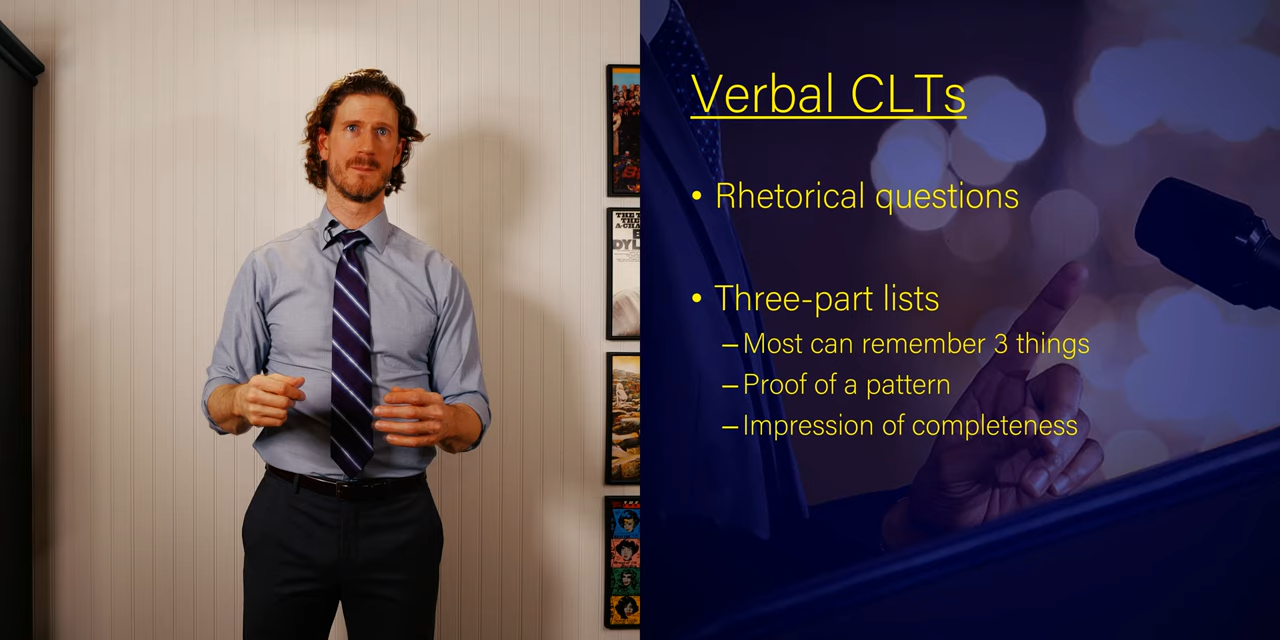 Verbal CLTs
• Rhetorical questions
• Three-part lists
– Most can remember 3 things
– Proof of a pattern
– Impression of completeness